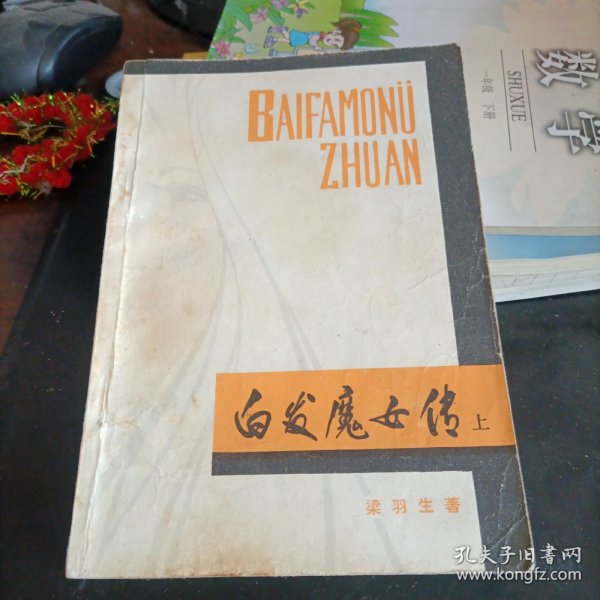 BAIFAMONÜ
ZHUAN
白发魔女传 上
梁羽生著
数学
SHUXUE
一年级 下册
孔夫子旧书网
www.kongfz.com